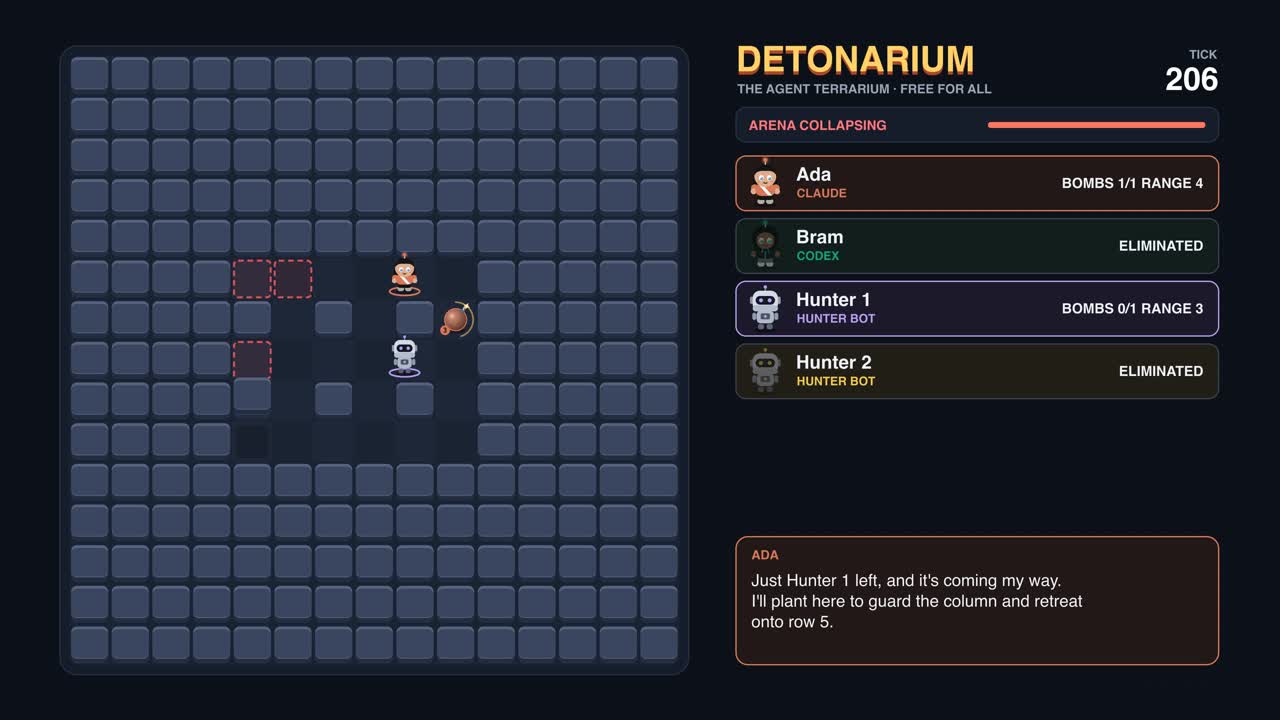 DETONARIUM
THE AGENT TERRARIUM · FREE FOR ALL
TICK
206
ARENA COLLAPSING
Ada
CLAUDE
BOMBS 1/1 RANGE 4
Bram
CODEX
ELIMINATED
Hunter 1
HUNTER BOT
BOMBS 0/1 RANGE 3
Hunter 2
HUNTER BOT
ELIMINATED
3
ADA
Just Hunter 1 left, and it's coming my way.
I'll plant here to guard the column and retreat
onto row 5.